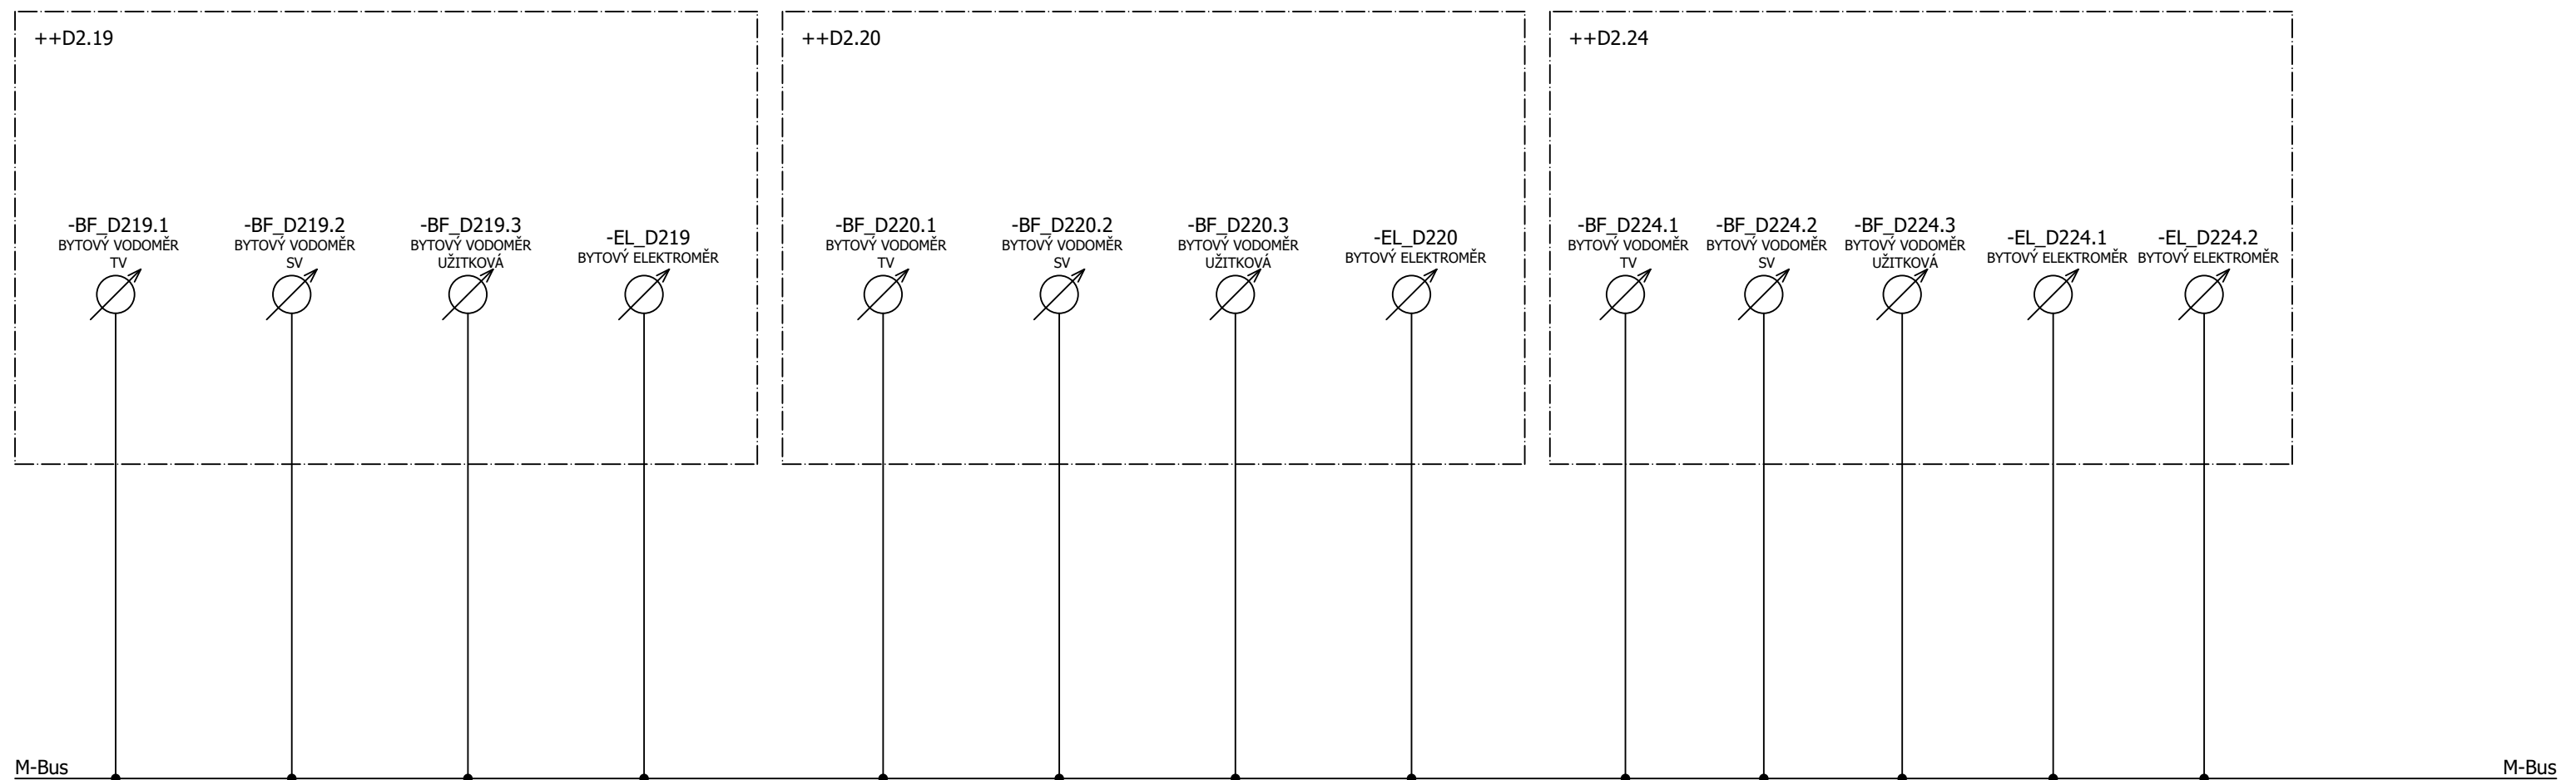 ++D2.19
++D2.20
++D2.24
-BF_D219.1
BYTOVÝ VODOMĚR
TV
-BF_D219.2
BYTOVÝ VODOMĚR
SV
-BF_D219.3
BYTOVÝ VODOMĚR
UŽITKOVÁ
-EL_D219
BYTOVÝ ELEKTROMĚR
-BF_D220.1
BYTOVÝ VODOMĚR
TV
-BF_D220.2
BYTOVÝ VODOMĚR
SV
-BF_D220.3
BYTOVÝ VODOMĚR
UŽITKOVÁ
-EL_D220
BYTOVÝ ELEKTROMĚR
-BF_D224.1
BYTOVÝ VODOMĚR
TV
-BF_D224.2
BYTOVÝ VODOMĚR
SV
-BF_D224.3
BYTOVÝ VODOMĚR
UŽITKOVÁ
-EL_D224.1
BYTOVÝ ELEKTROMĚR
-EL_D224.2
BYTOVÝ ELEKTROMĚR
M-Bus
M-Bus